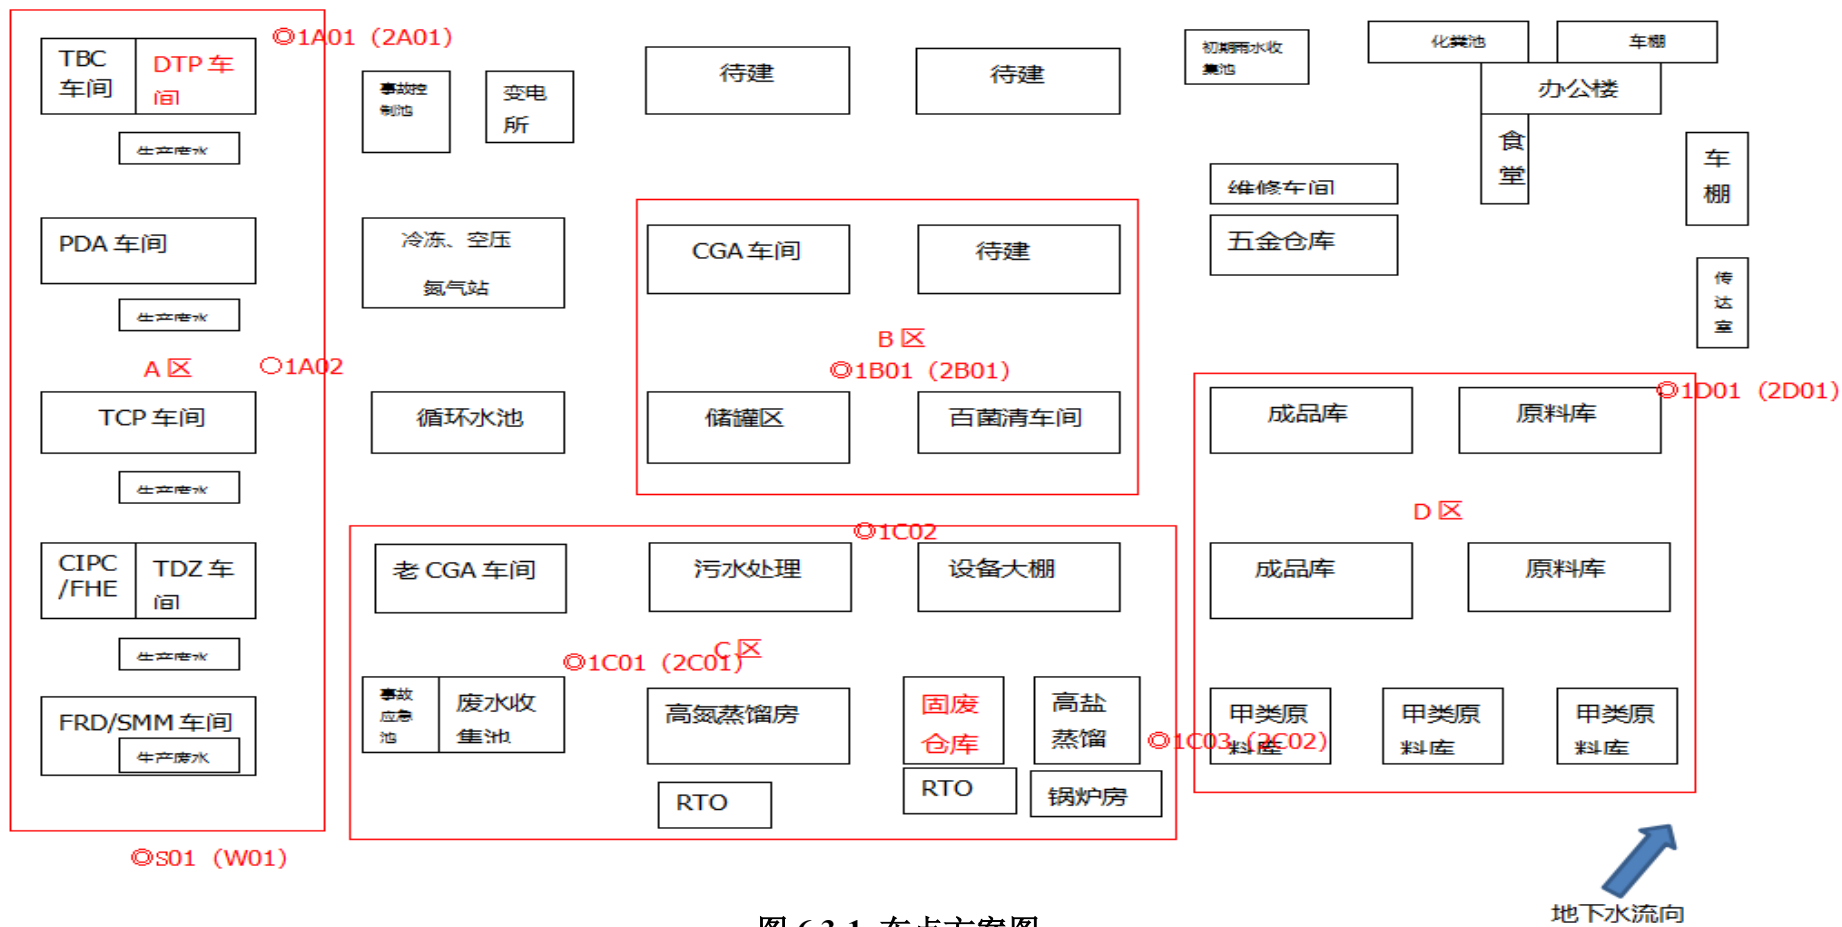 1A01（2A01）
TBC
车间
DTP 车
间
生产废水
事故控
制池
变电
所
待建
待建
初期雨水收
集池
化粪池
车棚
办公楼
食
堂
车
棚
维修车间
五金仓库
传
达
室
PDA 车间
生产废水
冷冻、空压
氮气站
CGA 车间
待建
A 区
1A02
B 区
1B01（2B01）
TCP 车间
生产废水
循环水池
储罐区
百菌清车间
1D01（2D01）
成品库
原料库
D 区
成品库
原料库
甲类原
料库
甲类原
料库
甲类原
料库
CIPC
/FHE
TDZ 车
间
生产废水
1C02
老 CGA 车间
污水处理
设备大棚
C 区
1C01（2C01）
FRD/SMM 车间
生产废水
事故
应急
池
废水收
集池
高氮蒸馏房
固废
仓库
高盐
蒸馏
1C03（2C02）
RTO
RTO
锅炉房
S01（W01）
地下水流向
图 6.3-1 布点方案图